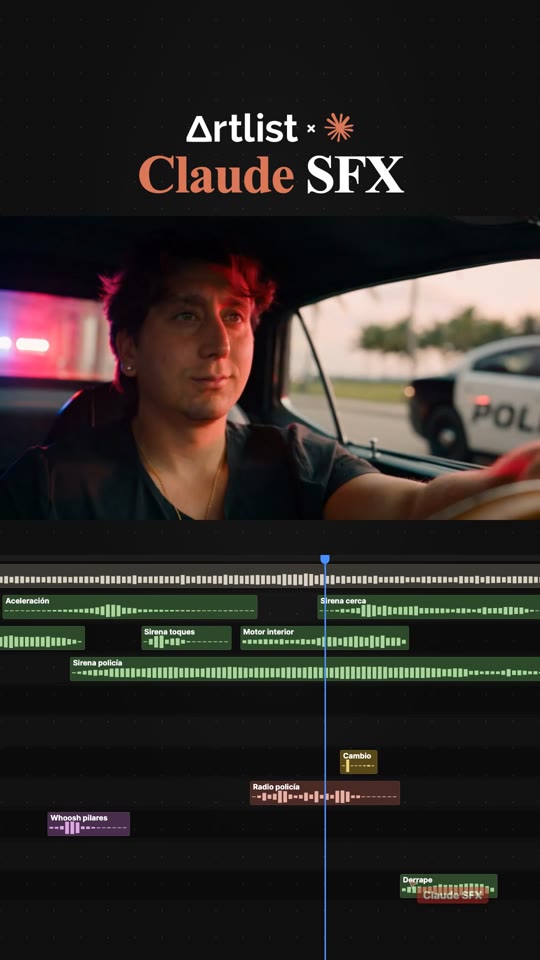 Artlist ×
Claude SFX
POLI
Aceleración
Sirena cerca
Sirena toques
Motor interior
Sirena policía
Cambio
Radio policía
Whoosh pilares
Derrape
Claude SFX